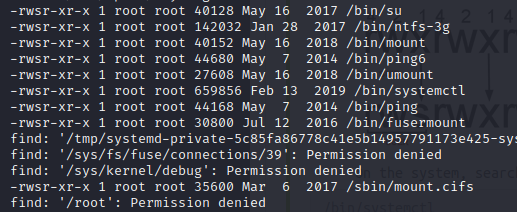 -rwsr-xr-x 1 root root 40128 May 16  2017 /bin/su
-rwsr-xr-x 1 root root 142032 Jan 28  2017 /bin/ntfs-3g
-rwsr-xr-x 1 root root 40152 May 16  2018 /bin/mount
-rwsr-xr-x 1 root root 44680 May  7  2014 /bin/ping6
-rwsr-xr-x 1 root root 27608 May 16  2018 /bin/umount
-rwsr-xr-x 1 root root 659856 Feb 13  2019 /bin/systemctl
-rwsr-xr-x 1 root root 44168 May  7  2014 /bin/ping
-rwsr-xr-x 1 root root 30800 Jul 12  2016 /bin/fusermount
find: '/tmp/systemd-private-5c85fa86778c41e5b14957791173e425-sys
find: '/sys/fs/fuse/connections/39': Permission denied
find: '/sys/kernel/debug': Permission denied
-rwsr-xr-x 1 root root 35600 Mar  6  2017 /sbin/mount.cifs
find: '/root': Permission denied